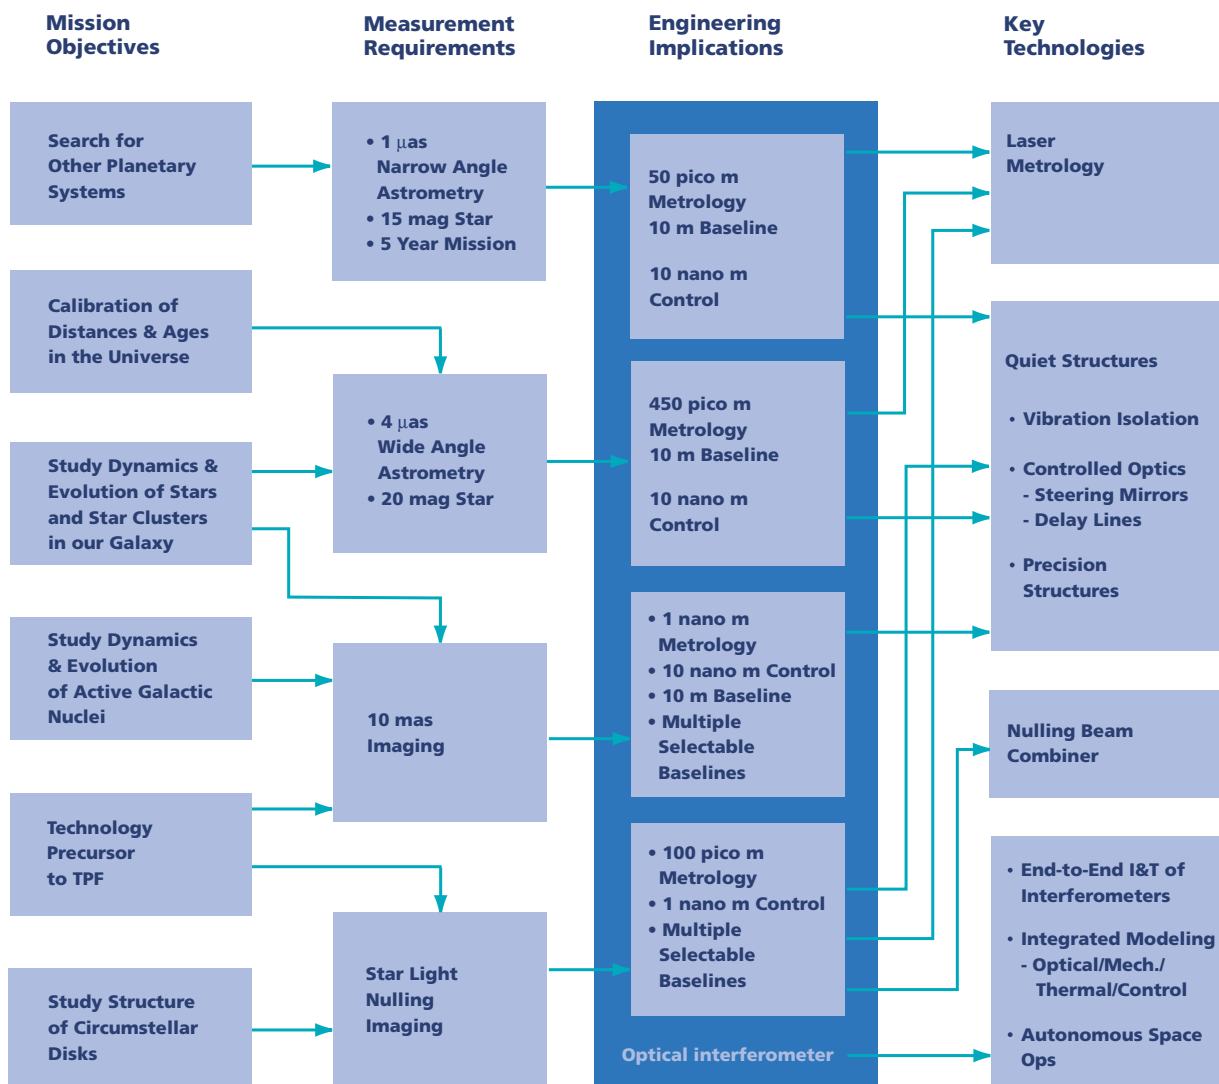 Mission
Objectives
Measurement
Requirements
Engineering
Implications
Key
Technologies
Search for
Other Planetary
Systems
Calibration of
Distances & Ages
in the Universe
Study Dynamics &
Evolution of Stars
and Star Clusters
in our Galaxy
Study Dynamics
& Evolution
of Active Galactic
Nuclei
Technology
Precursor
to TPF
Study Structure
of Circumstellar
Disks
• 1 µas
Narrow Angle
Astrometry
• 15 mag Star
• 5 Year Mission
• 4 µas
Wide Angle
Astrometry
• 20 mag Star
10 mas
Imaging
Star Light
Nulling
Imaging
50 pico m
Metrology
10 m Baseline
10 nano m
Control
450 pico m
Metrology
10 m Baseline
10 nano m
Control
• 1 nano m
Metrology
• 10 nano m Control
• 10 m Baseline
• Multiple
Selectable
Baselines
• 100 pico m
Metrology
• 1 nano m Control
• Multiple
Selectable
Baselines
Optical interferometer
Laser
Metrology
Quiet Structures
• Vibration Isolation
• Controlled Optics
- Steering Mirrors
- Delay Lines
• Precision
Structures
Nulling Beam
Combiner
• End-to-End I&T of
Interferometers
• Integrated Modeling
- Optical/Mech./
Thermal/Control
• Autonomous Space
Ops